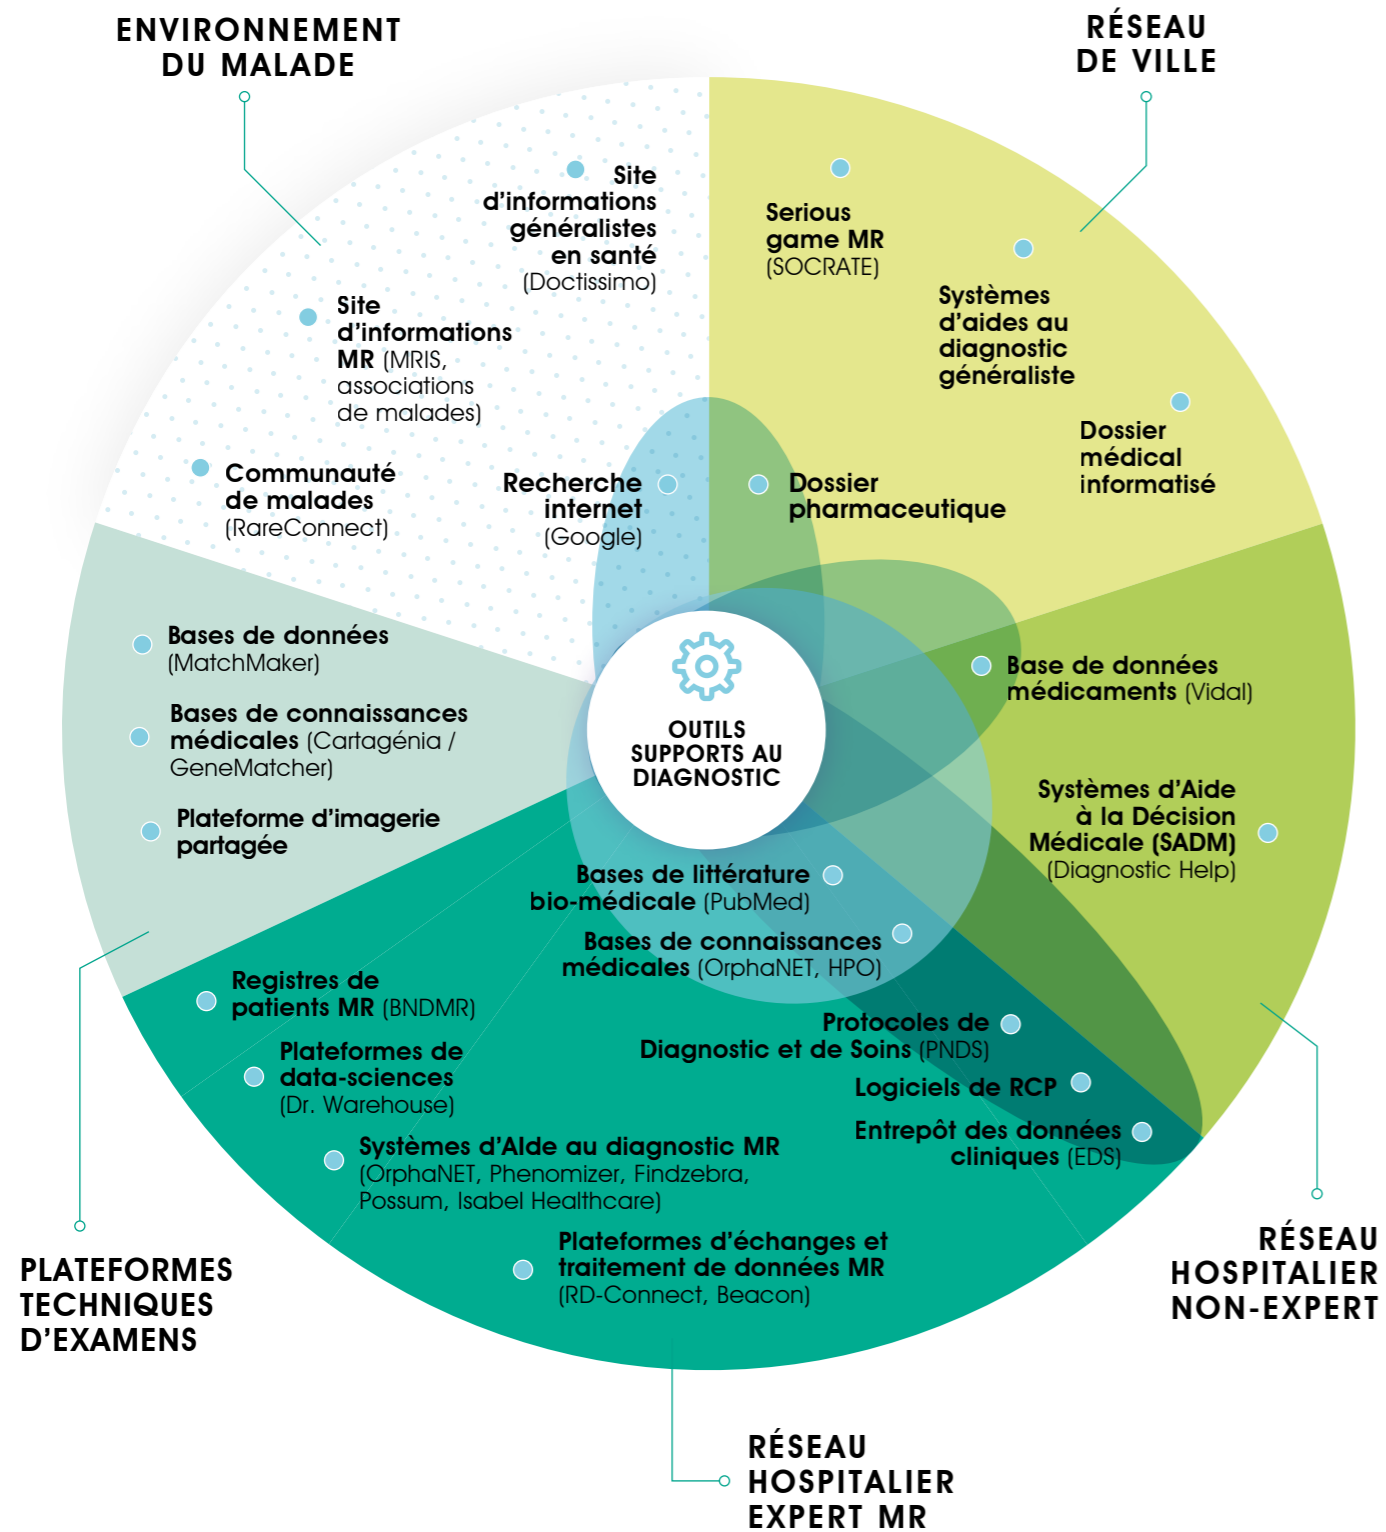 ENVIRONNEMENT
DU MALADE
RÉSEAU
DE VILLE
Site
d’informations
généralistes
en santé
(Doctissimo)
Site
d’informations
MR (MRIS,
associations
de malades)
Communauté
de malades
(RareConnect)
Recherche
internet
(Google)
Serious
game MR
(SOCRATE)
Systèmes
d’aides au
diagnostic
généraliste
Dossier
médical
informatisé
Dossier
pharmaceutique
Bases de données
(MatchMaker)
Bases de connaissances
médicales (Cartagénia /
GeneMatcher)
Plateforme d’imagerie
partagée
OUTILS
SUPPORTS AU
DIAGNOSTIC
Base de données
médicaments (Vidal)
Systèmes d’Aide
à la Décision
Médicale (SADM)
(Diagnostic Help)
Bases de littérature
bio-médicale (PubMed)
Bases de connaissances
médicales (OrphaNET, HPO)
Registres de
patients MR (BNDMR)
Plateformes de
data-sciences
(Dr. Warehouse)
Protocoles de
Diagnostic et de Soins (PNDS)
Logiciels de RCP
Entrepôt des données
cliniques (EDS)
Systèmes d’AIde au diagnostic MR
(OrphaNET, Phenomizer, Findzebra,
Possum, Isabel Healthcare)
Plateformes d’échanges et
traitement de données MR
(RD-Connect, Beacon)
PLATEFORMES
TECHNIQUES
D’EXAMENS
RÉSEAU
HOSPITALIER
NON-EXPERT
RÉSEAU
HOSPITALIER
EXPERT MR